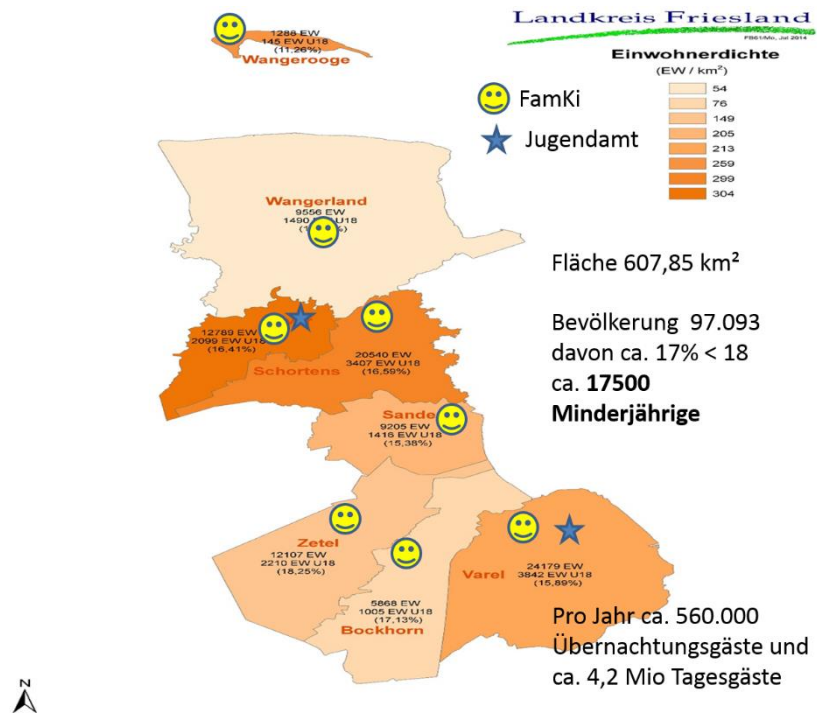 Landkreis Friesland
FB61/Mo, Jul 2014
Einwohnerdichte
(EW / km²)
54
76
149
205
213
259
299
304
FamKi
Jugendamt
1288 EW
145 EW U18
(11,26%)
Wangerooge
Wangerland
9556 EW
1490 EW U18
12789 EW
2099 EW U18
(16,41%)
20540 EW
3407 EW U18
(16,59%)
Schortens
Sande
9205 EW
1416 EW U18
(15,38%)
Zetel
12107 EW
2210 EW U18
(18,25%)
5868 EW
1005 EW U18
(17,13%)
Bockhorn
Varel
24179 EW
3842 EW U18
(15,89%)
Fläche 607,85 km²
Bevölkerung 97.093
davon ca. 17% < 18
ca. 17500
Minderjährige
Pro Jahr ca. 560.000
Übernachtungsgäste und
ca. 4,2 Mio Tagesgäste
N